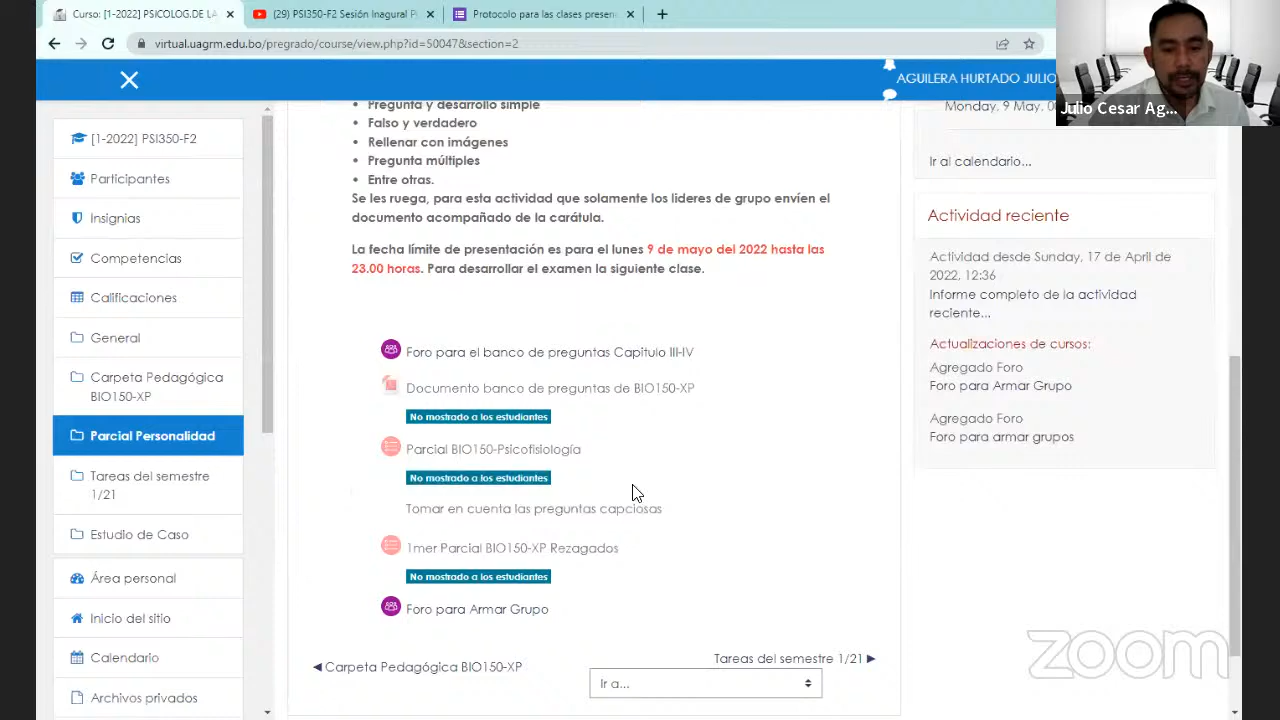 Curso: [1-2022] PSICOLOG.DE LA
(29) PSI350-F2 Sesión Inagural P
Protocolo para las clases presen
virtual.uagrm.edu.bo/pregrado/course/view.php?id=50047&section=2
AGUILERA HURTADO JULIO
Julio Cesar Ag...
[1-2022] PSI350-F2
Participantes
Insignias
Competencias
Calificaciones
General
Carpeta Pedagógica
BIO150-XP
Parcial Personalidad
Tareas del semestre
1/21
Estudio de Caso
Área personal
Inicio del sitio
Calendario
Archivos privados
• Pregunta y desarrollo simple
• Falso y verdadero
• Rellenar con imágenes
• Pregunta múltiples
• Entre otras.
Se les ruega, para esta actividad que solamente los lideres de grupo envíen el
documento acompañado de la carátula.
La fecha límite de presentación es para el lunes 9 de mayo del 2022 hasta las
23.00 horas. Para desarrollar el examen la siguiente clase.
Foro para el banco de preguntas Capitulo III-IV
Documento banco de preguntas de BIO150-XP
No mostrado a los estudiantes
Parcial BIO150-Psicofisiología
No mostrado a los estudiantes
Tomar en cuenta las preguntas capciosas
1mer Parcial BIO150-XP Rezagados
No mostrado a los estudiantes
Foro para Armar Grupo
◀ Carpeta Pedagógica BIO150-XP
Tareas del semestre 1/21 ▶
Ir a...
Monday, 9 May,
Ir al calendario...
Actividad reciente
Actividad desde Sunday, 17 de April de
2022, 12:36
Informe completo de la actividad
reciente...
Actualizaciones de cursos:
Agregado Foro
Foro para Armar Grupo
Agregado Foro
Foro para armar grupos
zoom